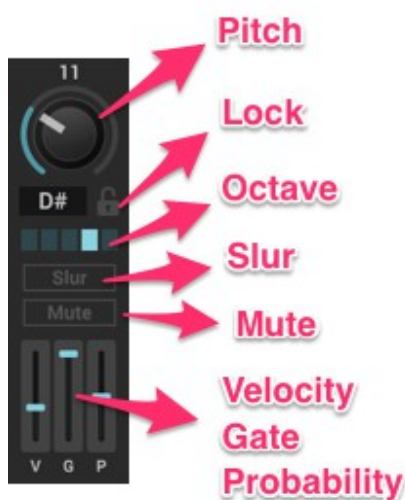 Pitch
11
Lock
D#
Octave
Slur
Slur
Mute
Mute
Velocity
Gate
V G P
Probability